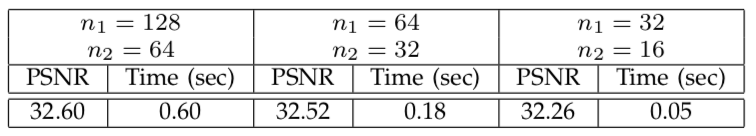 n₁ = 128 n₁ = 64 n₁ = 32
n₂ = 64 n₂ = 32 n₂ = 16
PSNR Time (sec) PSNR Time (sec) PSNR Time (sec)
32.60 0.60 32.52 0.18 32.26 0.05